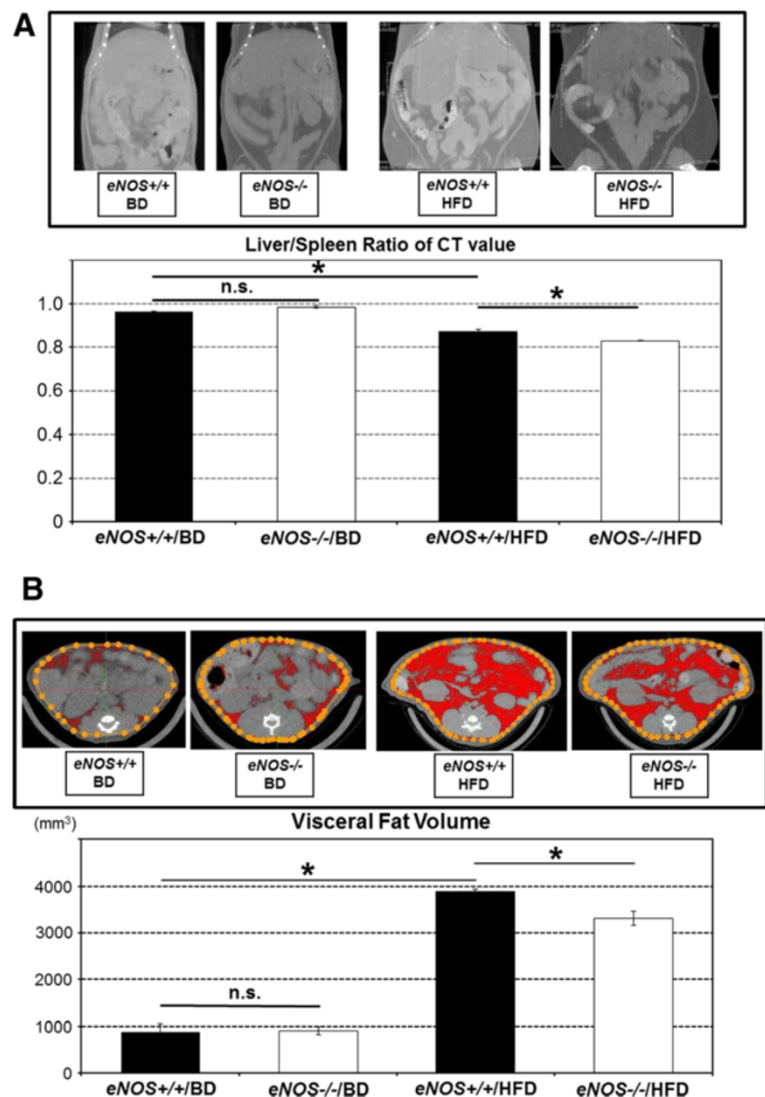 A
eNOS+/+
BD
eNOS-/-
BD
eNOS+/+
HFD
eNOS-/-
HFD
Liver/Spleen Ratio of CT value
*
n.s.
*
1.0
0.8
0.6
0.4
0.2
0
eNOS+/+/BD
eNOS-/-/BD
eNOS+/+/HFD
eNOS-/-/HFD
B
eNOS+/+
BD
eNOS-/-
BD
eNOS+/+
HFD
eNOS-/-
HFD
(mm³)
Visceral Fat Volume
*
*
n.s.
4000
3000
2000
1000
0
eNOS+/+/BD
eNOS-/-/BD
eNOS+/+/HFD
eNOS-/-/HFD